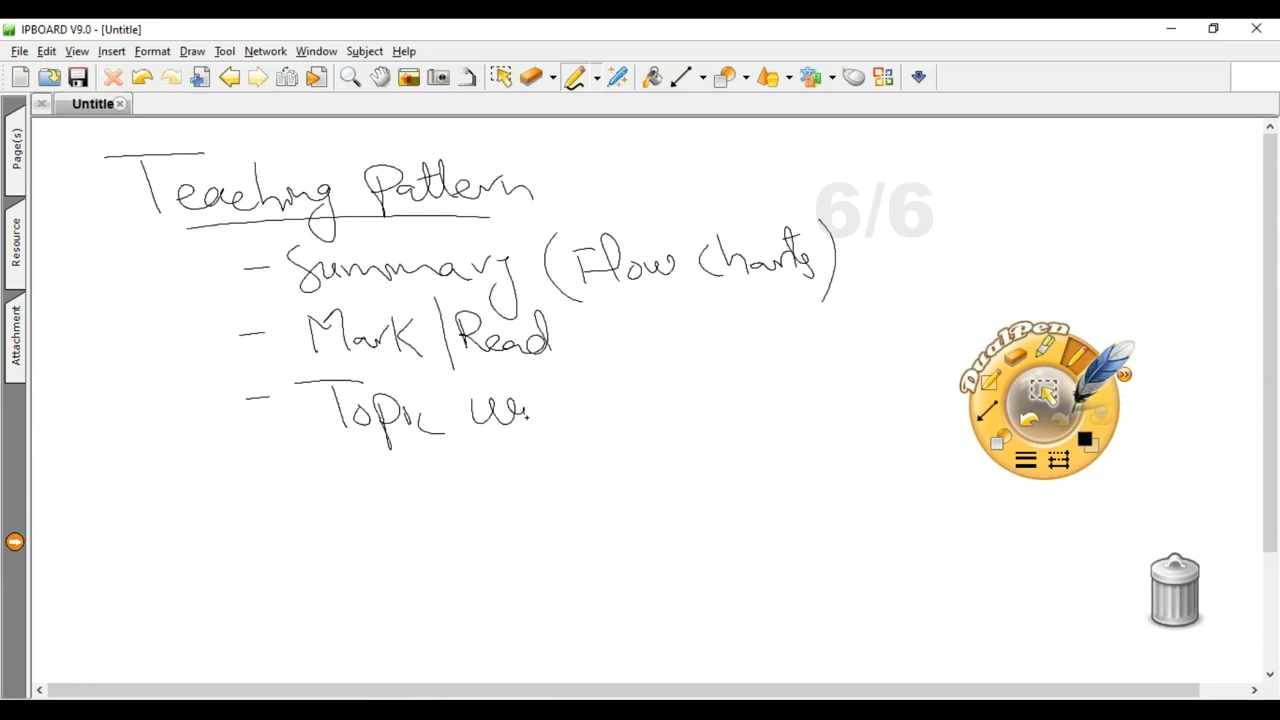 IPBOARD V9.0 - [Untitle]
File Edit View Insert Format Draw Tool Network Window Subject Help
Untitle
Page(s)
Resource
Attachment
6/6
Teaching Pattern
- Summary (Flow charts)
- Mark/Read
- Topic
DualPen